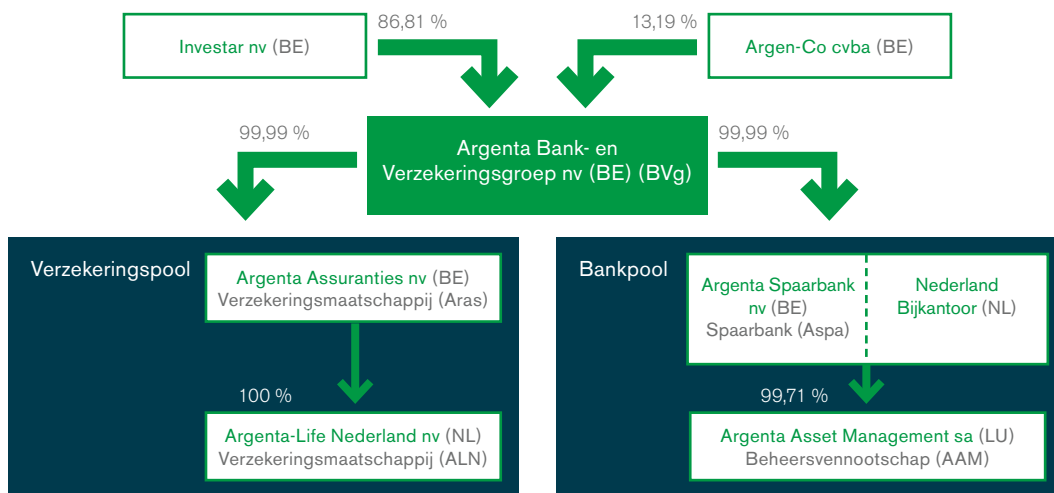 86,81 %
13,19 %
Investar nv (BE)
Argen-Co cvba (BE)
99,99 %
99,99 %
Argenta Bank- en
Verzekeringsgroep nv (BE) (BVg)
Verzekeringspool
Argenta Assuranties nv (BE)
Verzekeringsmaatschappij (Aras)
100 %
Argenta-Life Nederland nv (NL)
Verzekeringsmaatschappij (ALN)
Bankpool
Argenta Spaarbank
nv (BE)
Spaarbank (Aspa)
Nederland
Bijkantoor (NL)
99,71 %
Argenta Asset Management sa (LU)
Beheersvennootschap (AAM)